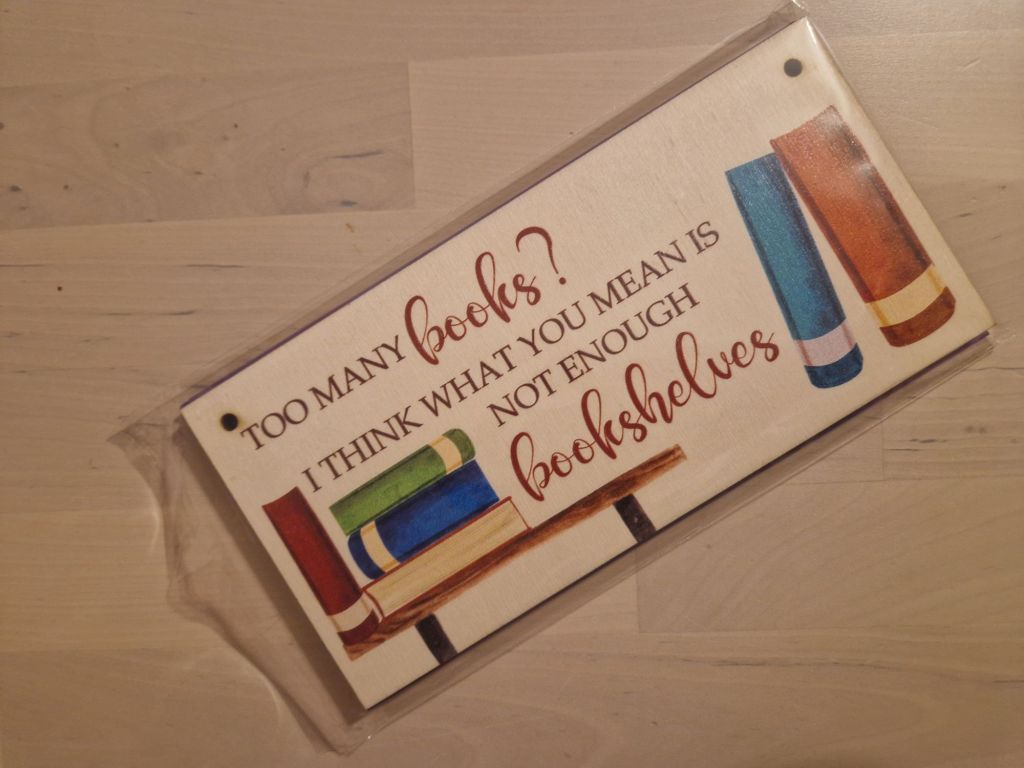 TOO MANY books?
I THINK WHAT YOU MEAN IS
NOT ENOUGH
bookshelves